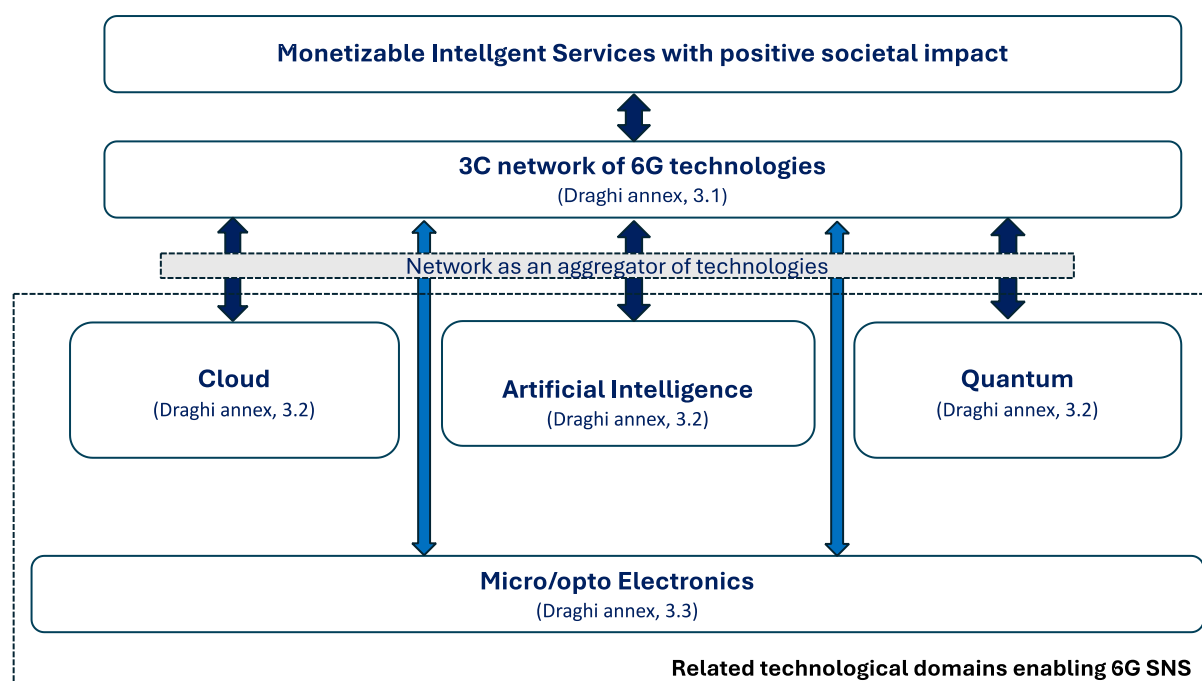 Monetizable Intellgent Services with positive societal impact
3C network of 6G technologies
(Draghi annex, 3.1)
Network as an aggregator of technologies
Cloud
(Draghi annex, 3.2)
Artificial Intelligence
(Draghi annex, 3.2)
Quantum
(Draghi annex, 3.2)
Micro/opto Electronics
(Draghi annex, 3.3)
Related technological domains enabling 6G SNS